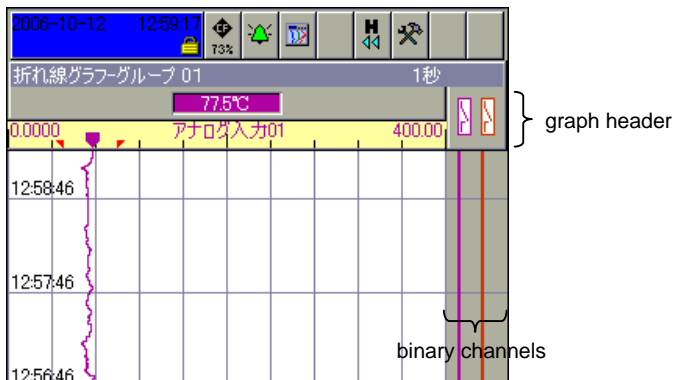 2006-10-12 12:59:17
CF
73%
H
折れ線グラフ-グループ 01 1秒
77.5℃
0.0000 アナログ入力01 400.00
graph header
12:58:46
12:57:46
binary channels
12:56:46